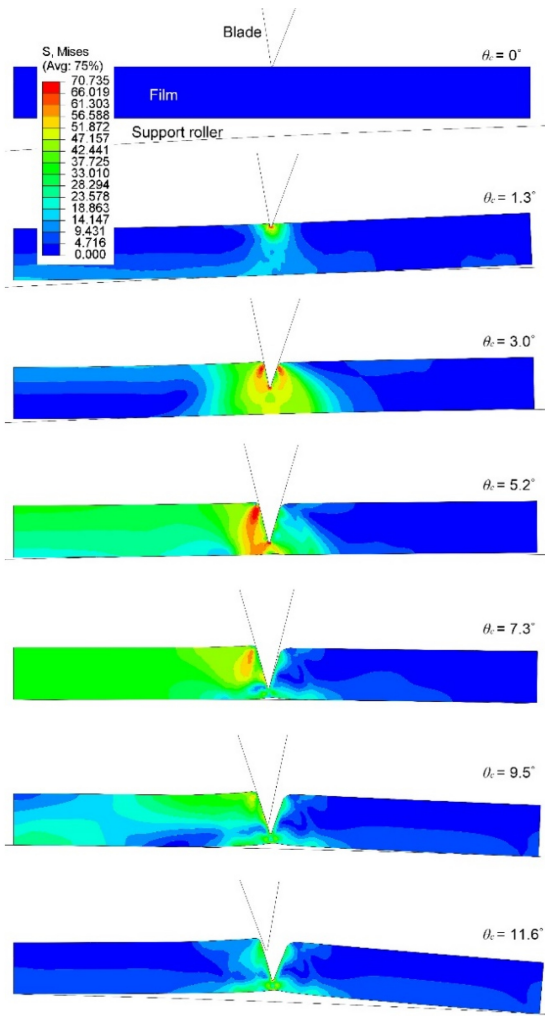 Blade
S, Mises
(Avg: 75%)
70.735
66.019
61.303
56.588
51.872
47.157
42.441
37.725
33.010
28.294
23.578
18.863
14.147
9.431
4.716
0.000
θc = 0°
Film
Support roller
θc = 1.3°
θc = 3.0°
θc = 5.2°
θc = 7.3°
θc = 9.5°
θc = 11.6°